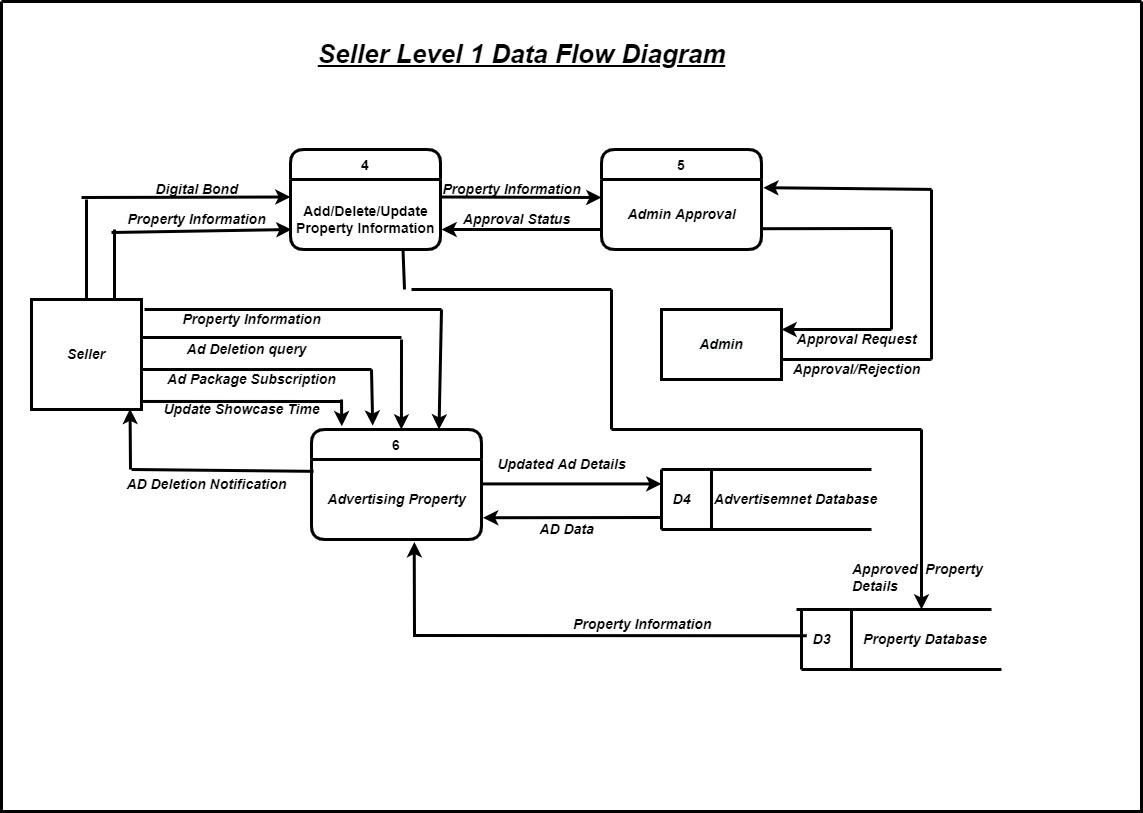 Seller Level 1 Data Flow Diagram
4
5
Digital Bond
Property Information
Add/Delete/Update
Property Information
Property Information
Approval Status
Admin Approval
Seller
Property Information
Ad Deletion query
Ad Package Subscription
Update Showcase Time
Admin
Approval Request
Approval/Rejection
6
Advertising Property
AD Deletion Notification
Updated Ad Details
AD Data
D4
Advertisemnet Database
Approved Property
Details
Property Information
D3
Property Database